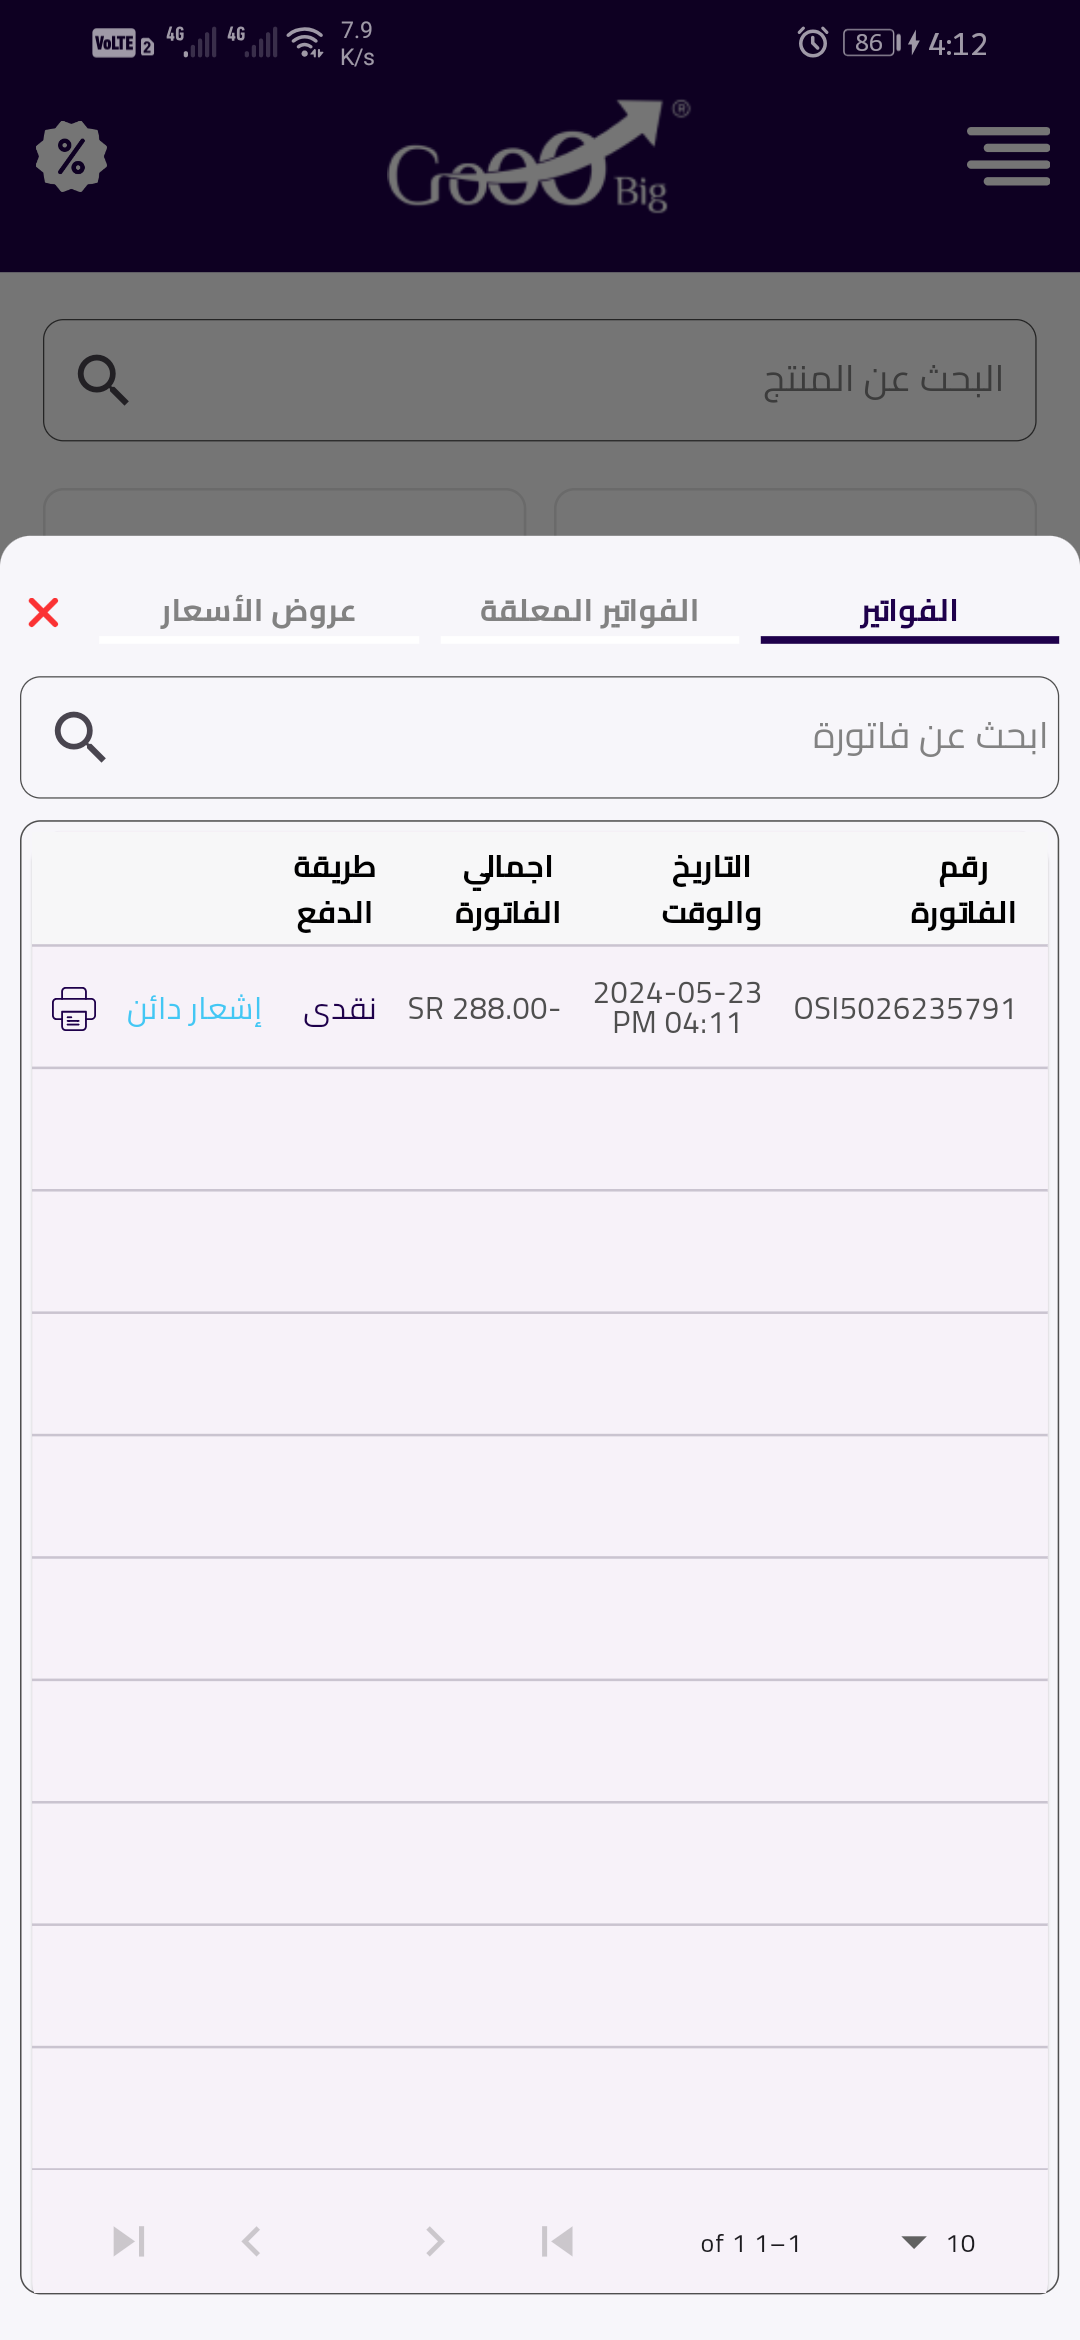 VoLTE 2 4G 4G 7.9 K/s 86 4:12
GoOO Big ®
البحث عن المنتج
الفواتير
الفواتير المعلقة
عروض الأسعار
ابحث عن فاتورة
رقم الفاتورة
التاريخ والوقت
اجمالي الفاتورة
طريقة الدفع
OSI5026235791
2024-05-23
PM 04:11
SR 288.00-
نقدى
إشعار دائن
10
of 1 1–1